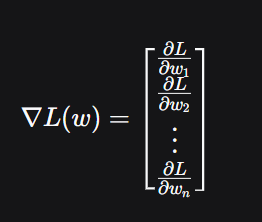 ∇L(w) = [ ∂L/∂w₁
∂L/∂w₂
⋮
∂L/∂wₙ ]